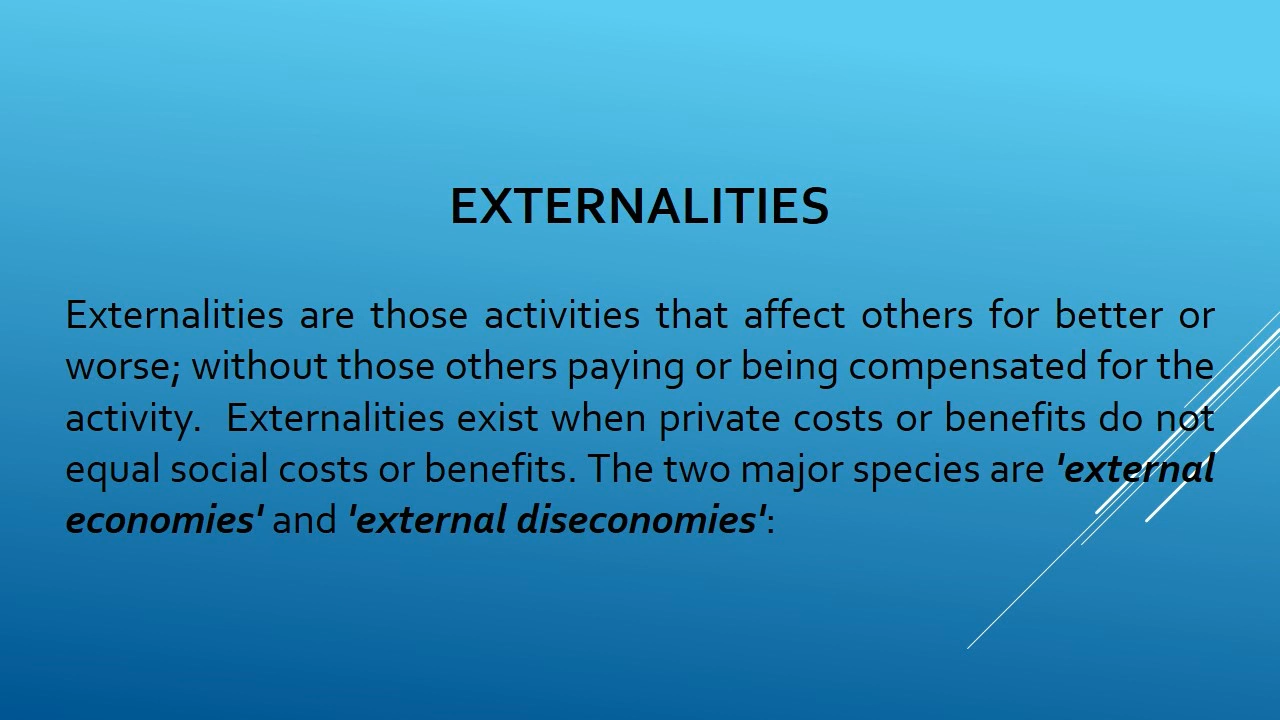 EXTERNALITIES
Externalities are those activities that affect others for better or
worse; without those others paying or being compensated for the
activity.  Externalities exist when private costs or benefits do not
equal social costs or benefits. The two major species are 'external
economies' and 'external diseconomies':